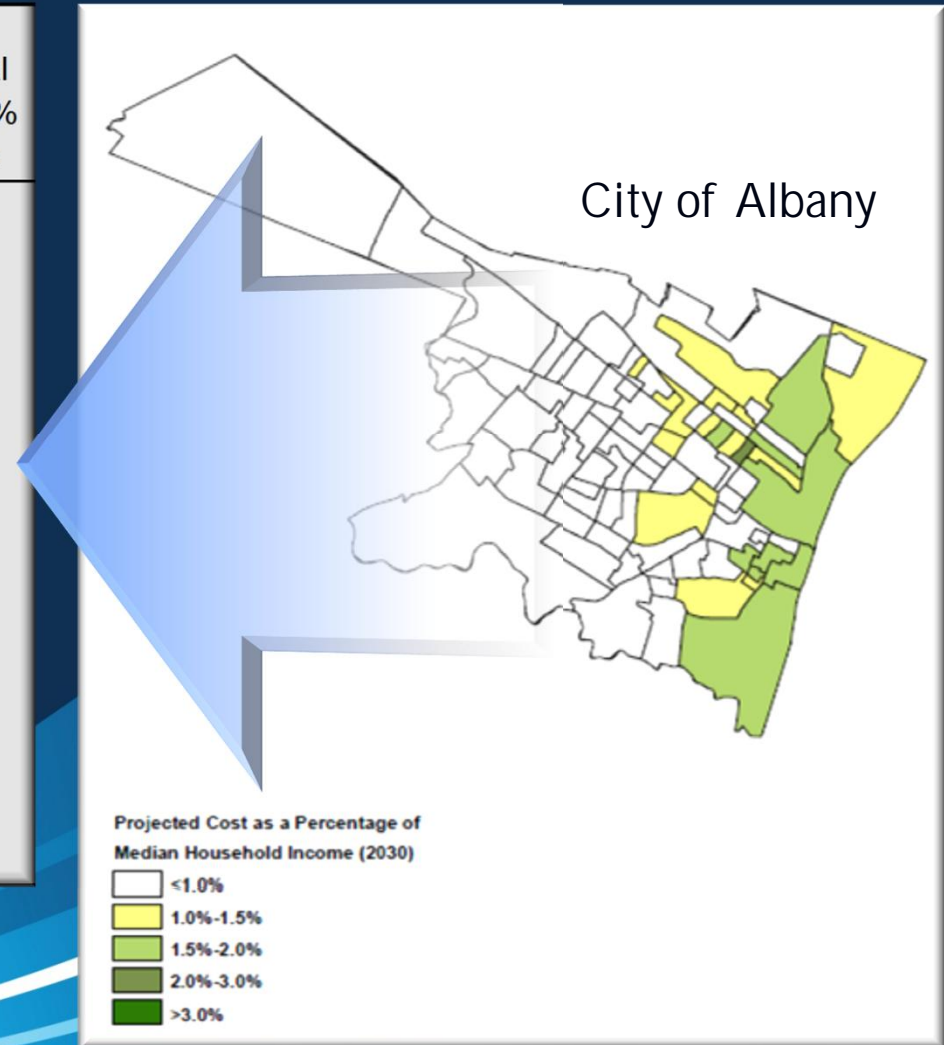 %
City of Albany
Projected Cost as a Percentage of
Median Household Income (2030)
≤1.0%
1.0%-1.5%
1.5%-2.0%
2.0%-3.0%
>3.0%